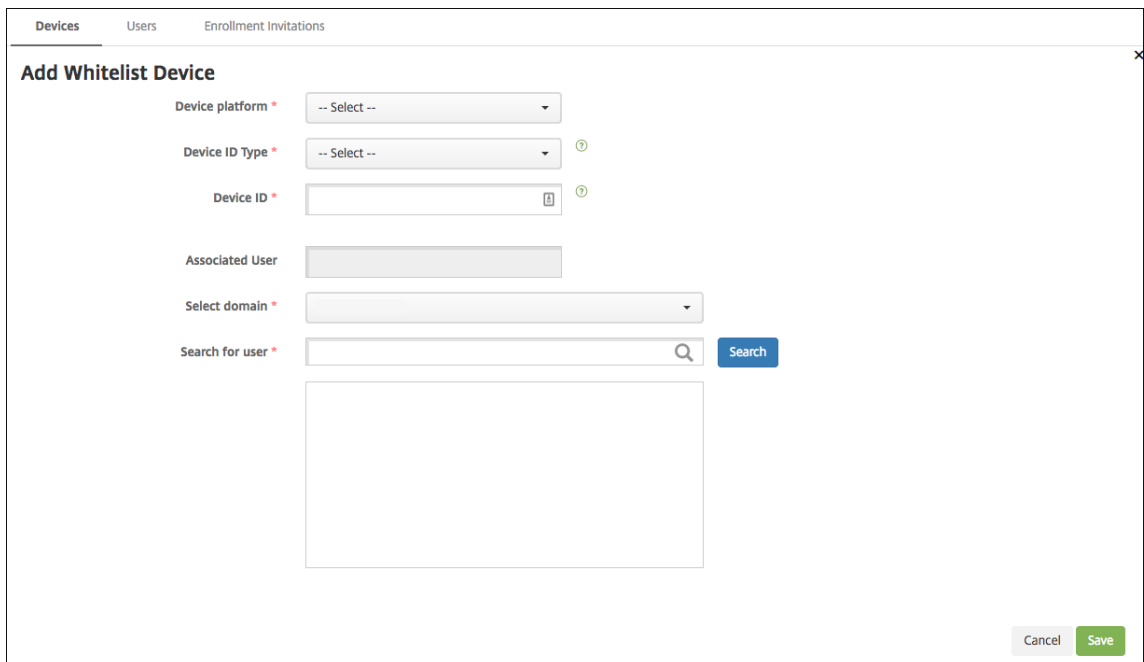 Devices Users Enrollment Invitations
Add Whitelist Device
Device platform * -- Select --
Device ID Type * -- Select --
Device ID *
Associated User
Select domain *
Search for user * Search
Cancel Save